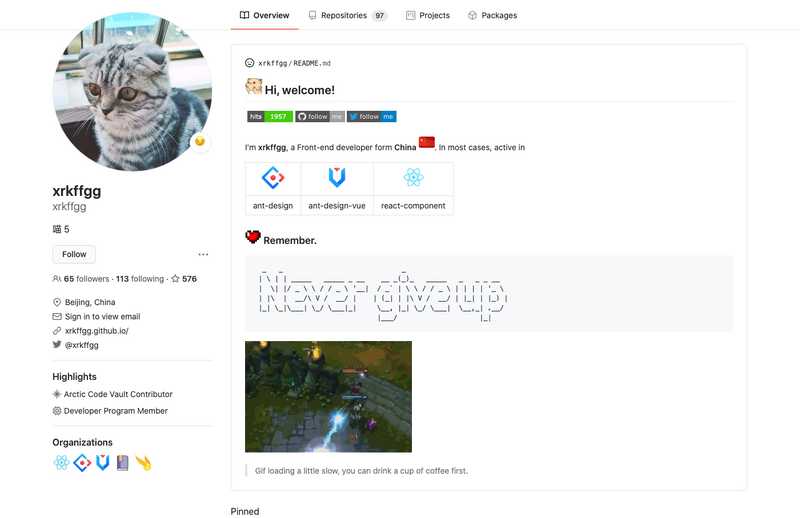 Overview
Repositories 97
Projects
Packages
xrkffgg
xrkffgg
喵 5
Follow
65 followers · 113 following · 576
Beijing, China
Sign in to view email
xrkffgg.github.io/
@xrkffgg
Highlights
Arctic Code Vault Contributor
Developer Program Member
Organizations
xrkffgg/README.md
Hi, welcome!
hits 1957 follow me follow me
I'm xrkffgg, a Front-end developer form China . In most cases, active in
ant-design ant-design-vue react-component
Remember.
Never give up
Gif loading a little slow, you can drink a cup of coffee first.
Pinned